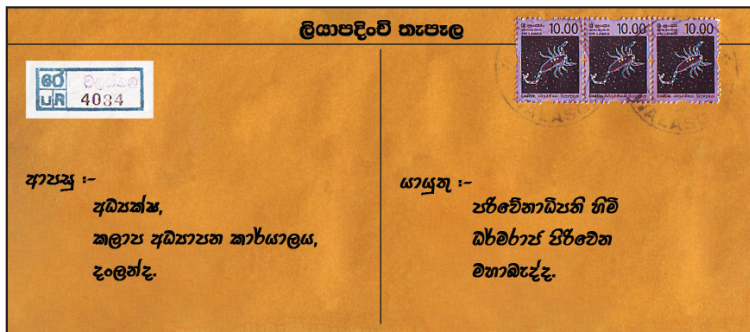 ලියාපදිංචි තැපෑල
10.00 10.00 10.00
රෙ
UR 4034
ආපසු :-
අධ්‍යක්ෂ,
කලාප අධ්‍යාපන කාර්යාලය,
දංලන්ද.
යායුතු :-
පරිවේනාධිපති හිමි
ධර්මරාජ පිරිවෙන
මහාබැද්ද.